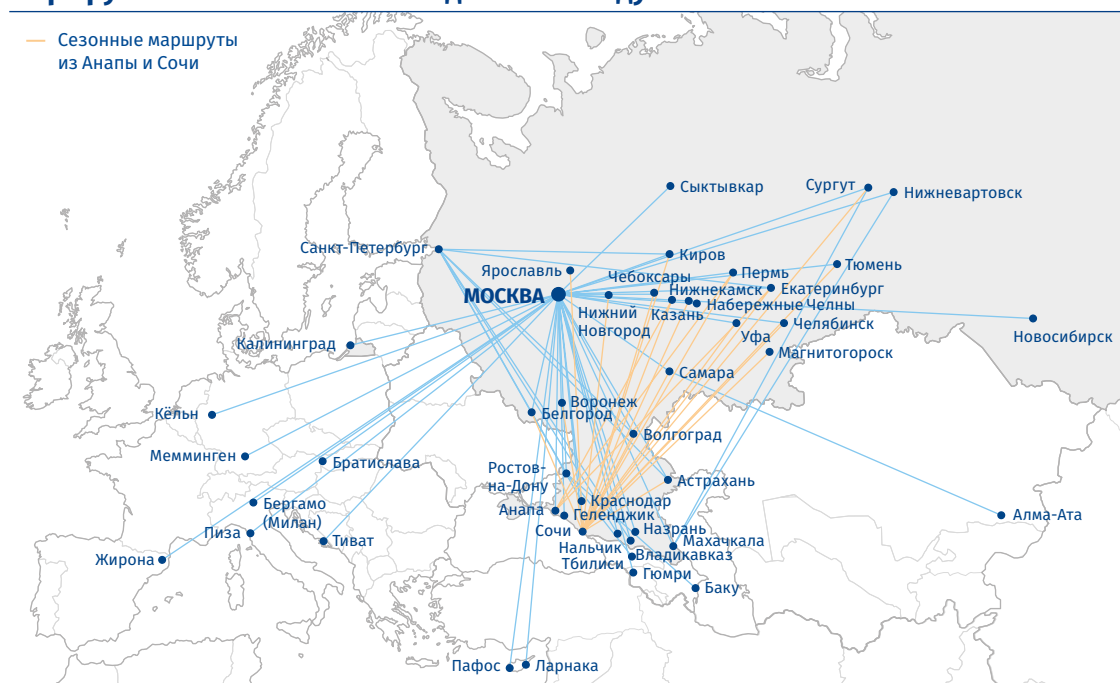 Сезонные маршруты
из Анапы и Сочи
Сыктывкар
Сургут
Нижневартовск
Санкт-Петербург
Киров
Ярославль
Чебоксары
Пермь
Тюмень
МОСКВА
Нижнекамск
Екатеринбург
Набережные Челны
Нижний
Новгород
Казань
Уфа
Челябинск
Новосибирск
Калининград
Магнитогорск
Самара
Кёльн
Воронеж
Белгород
Волгоград
Мемминген
Братислава
Ростов-
на-Дону
Астрахань
Бергамо
(Милан)
Краснодар
Анапа
Геленджик
Алма-Ата
Пиза
Тиват
Сочи
Назрань
Махачкала
Нальчик
Владикавказ
Жирона
Тбилиси
Гюмри
Баку
Пафос
Ларнака